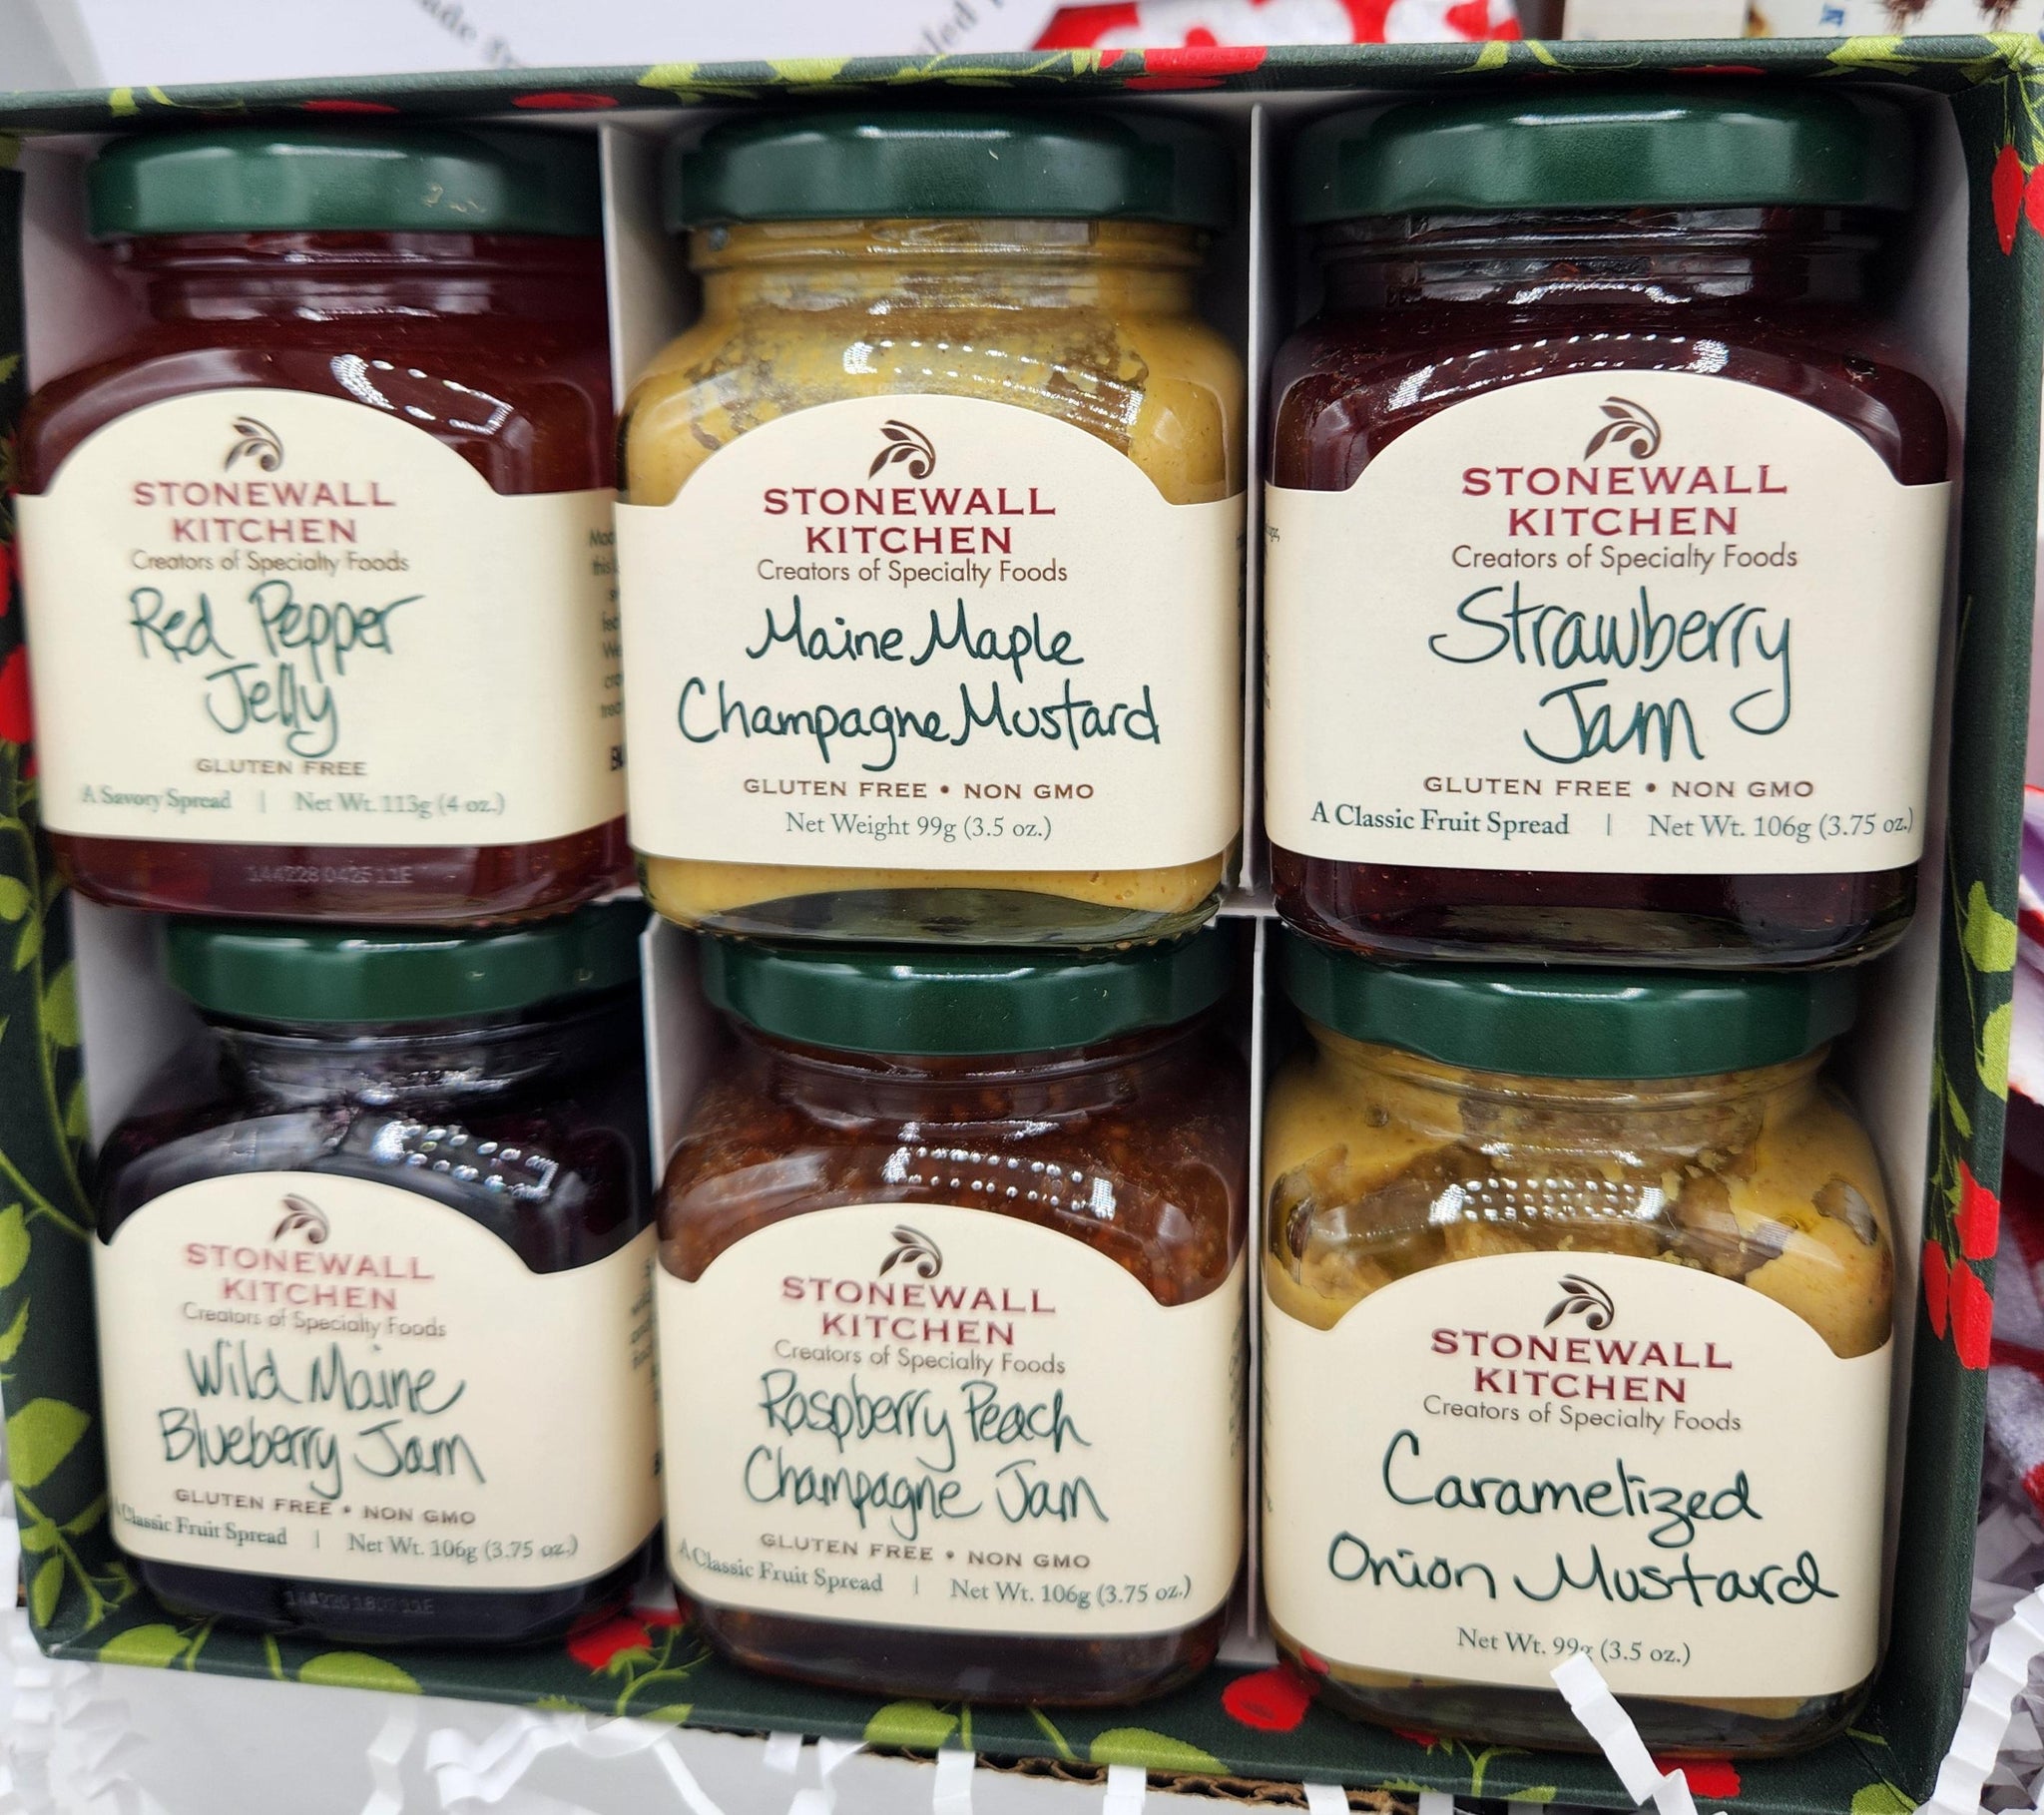 STONEWALL
KITCHEN
Creators of Specialty Foods
Red Pepper
Jelly
GLUTEN FREE
A Savory Spread | Net Wt. 113g (4 oz.)
STONEWALL
KITCHEN
Creators of Specialty Foods
Maine Maple
Champagne Mustard
GLUTEN FREE • NON GMO
Net Weight 99g (3.5 oz.)
STONEWALL
KITCHEN
Creators of Specialty Foods
Strawberry
Jam
GLUTEN FREE • NON GMO
A Classic Fruit Spread | Net Wt. 106g (3.75 oz.)
STONEWALL
KITCHEN
Creators of Specialty Foods
Wild Maine
Blueberry Jam
GLUTEN FREE • NON GMO
A Classic Fruit Spread | Net Wt. 106g (3.75 oz.)
STONEWALL
KITCHEN
Creators of Specialty Foods
Raspberry Peach
Champagne Jam
GLUTEN FREE • NON GMO
A Classic Fruit Spread | Net Wt. 106g (3.75 oz.)
STONEWALL
KITCHEN
Creators of Specialty Foods
Caramelized
Onion Mustard
Net Wt. 99g (3.5 oz.)